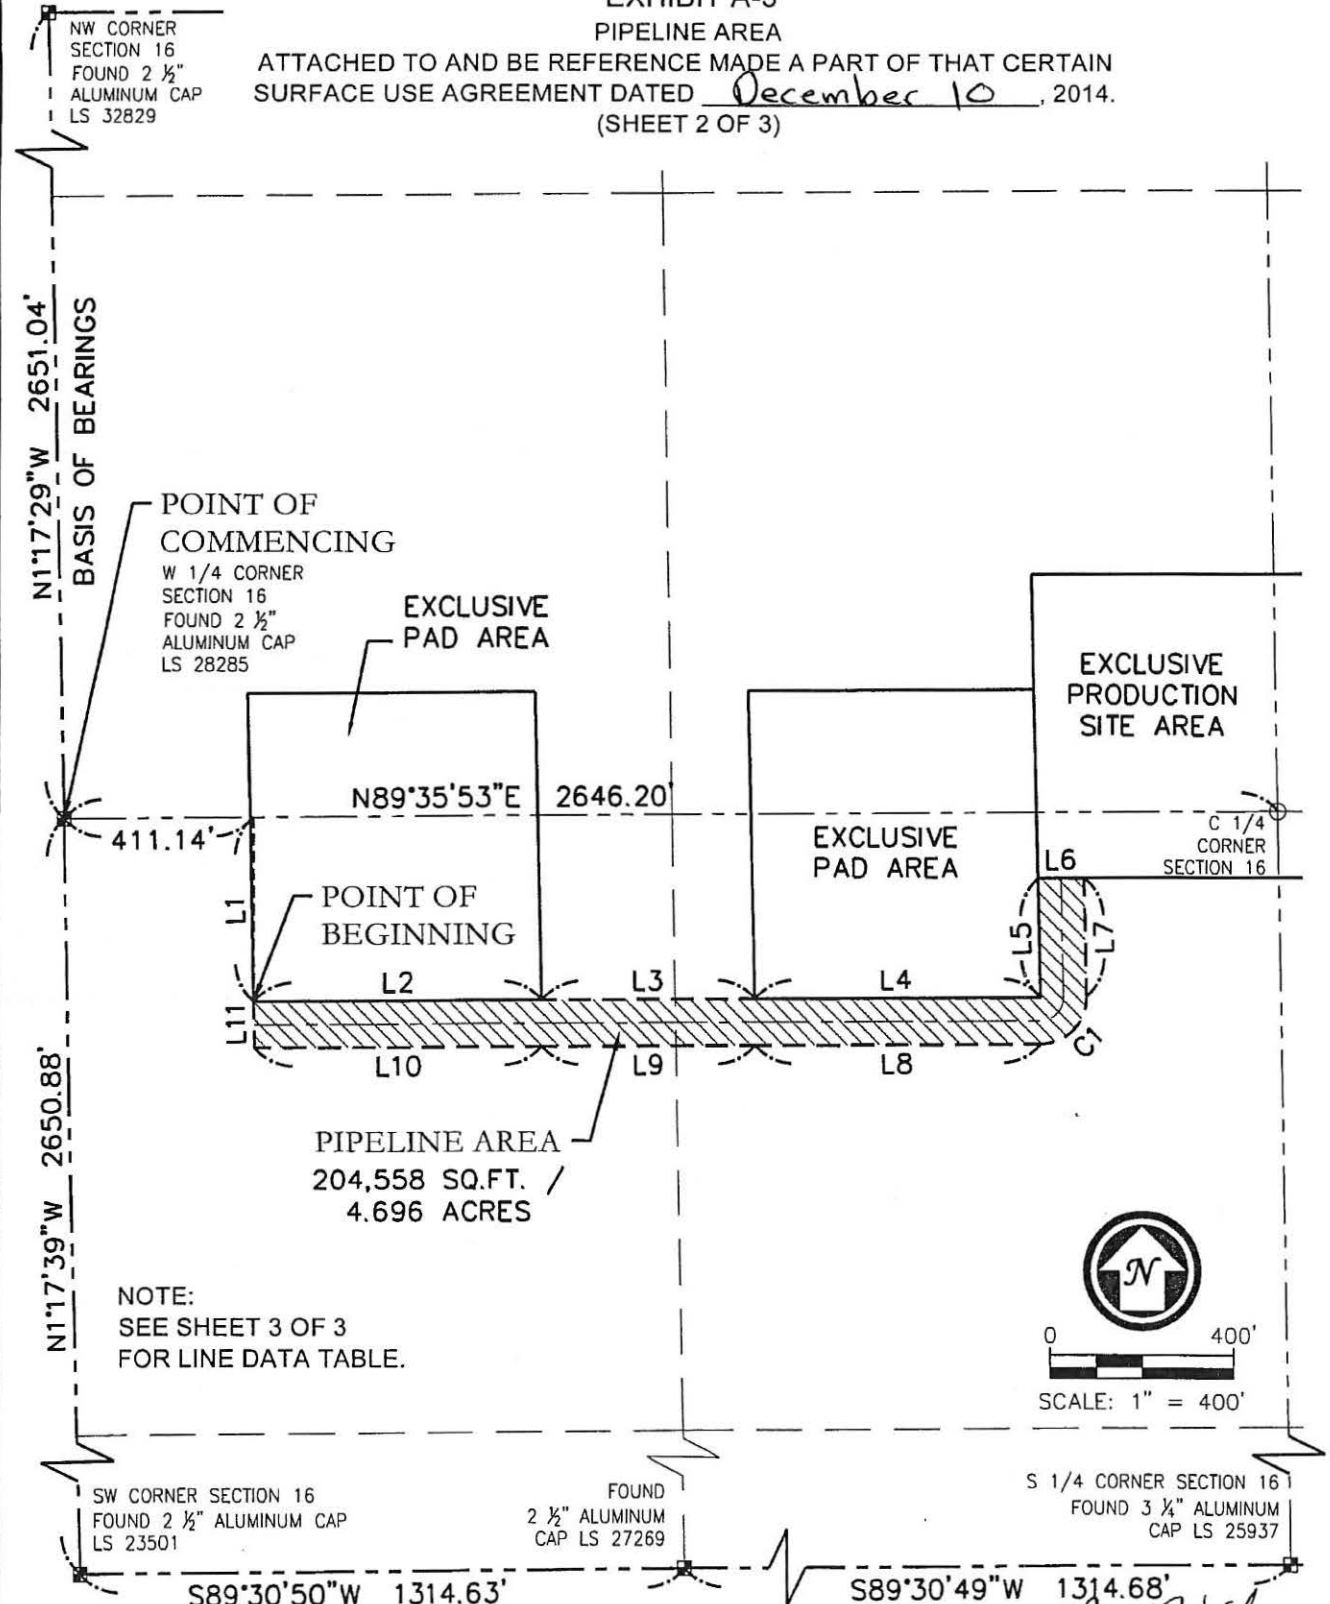 EXHIBIT A-3
PIPELINE AREA
ATTACHED TO AND BE REFERENCE MADE A PART OF THAT CERTAIN
SURFACE USE AGREEMENT DATED December 10, 2014.
(SHEET 2 OF 3)
NW CORNER
SECTION 16
FOUND 2 ½"
ALUMINUM CAP
LS 32829
N1°17'29"W 2651.04'
BASIS OF BEARINGS
POINT OF
COMMENCING
W 1/4 CORNER
SECTION 16
FOUND 2 ½"
ALUMINUM CAP
LS 28285
EXCLUSIVE
PAD AREA
EXCLUSIVE
PRODUCTION
SITE AREA
N89°35'53"E 2646.20'
411.14'
EXCLUSIVE
PAD AREA
C 1/4
CORNER
SECTION 16
L6
L1
POINT OF
BEGINNING
L5
L7
L2
L3
L4
L11
C1
L10
L9
L8
PIPELINE AREA
204,558 SQ.FT. /
4.696 ACRES
N1°17'39"W 2650.88'
NOTE:
SEE SHEET 3 OF 3
FOR LINE DATA TABLE.
N
0 400'
SCALE: 1" = 400'
SW CORNER SECTION 16
FOUND 2 ½" ALUMINUM CAP
LS 23501
FOUND
2 ½" ALUMINUM
CAP LS 27269
S 1/4 CORNER SECTION 16
FOUND 3 ¼" ALUMINUM
CAP LS 25937
S89°30'50"W 1314.63'
S89°30'49"W 1314.68'